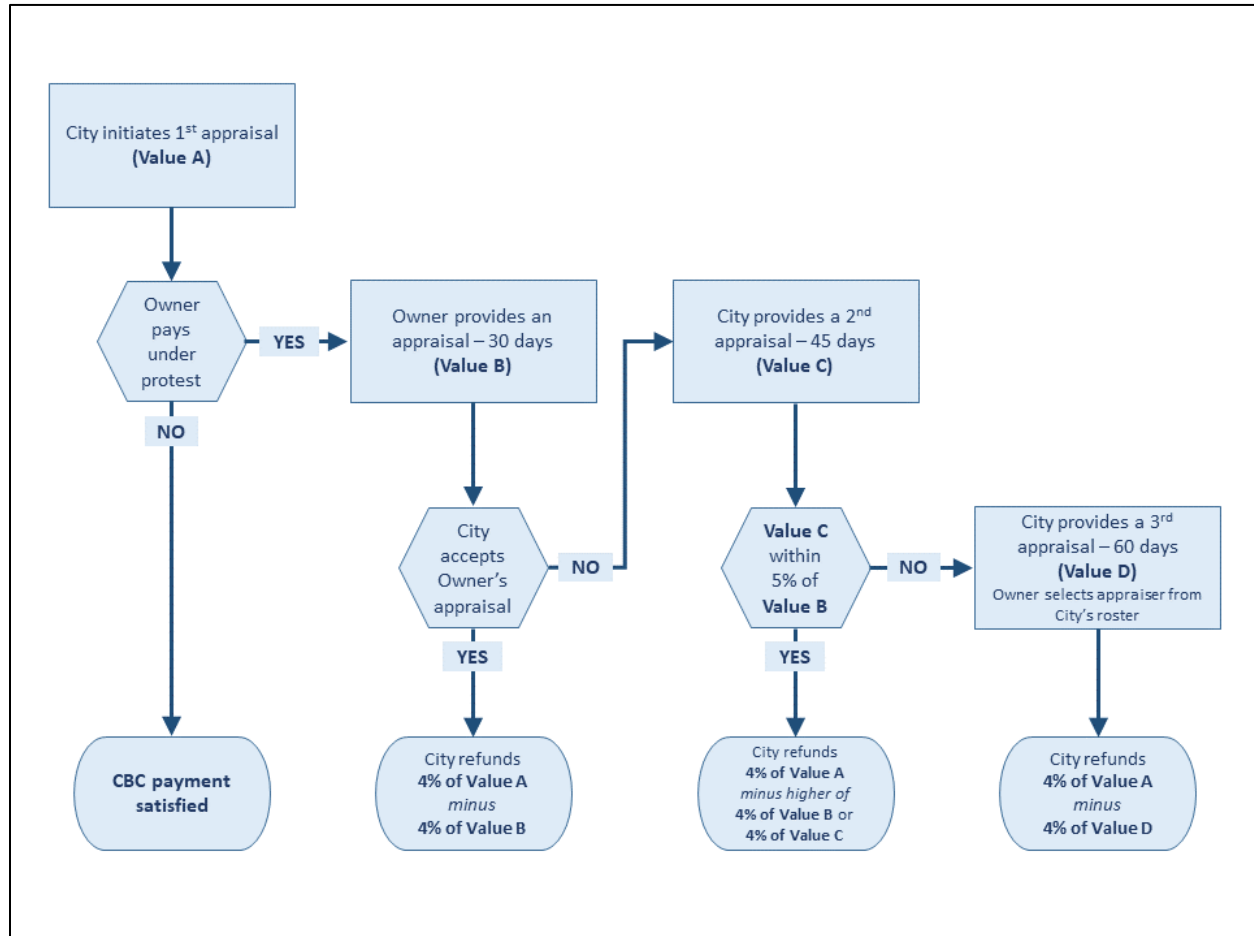 City initiates 1st appraisal
(Value A)
Owner
pays
under
protest
YES
NO
CBC payment
satisfied
Owner provides an
appraisal – 30 days
(Value B)
City
accepts
Owner's
appraisal
NO
YES
City refunds
4% of Value A
minus
4% of Value B
City provides a 2nd
appraisal – 45 days
(Value C)
Value C
within
5% of
Value B
NO
YES
City refunds
4% of Value A
minus higher of
4% of Value B or
4% of Value C
City provides a 3rd
appraisal – 60 days
(Value D)
Owner selects appraiser from
City's roster
City refunds
4% of Value A
minus
4% of Value D